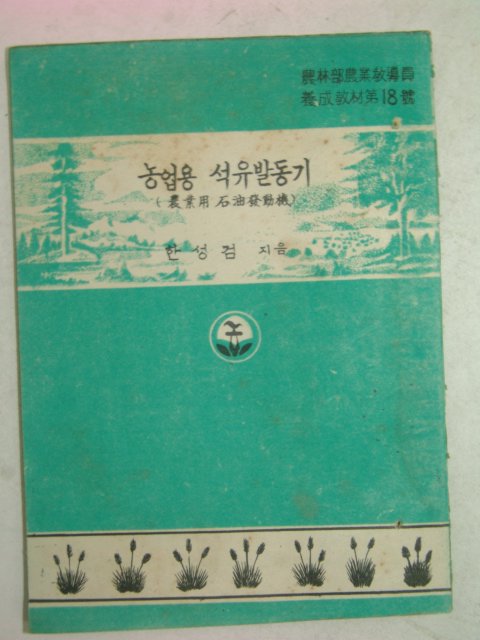 農林部農業敎導員
養成敎材第18號
농업용 석유발동기
(農業用 石油發動機)
한성검 지음